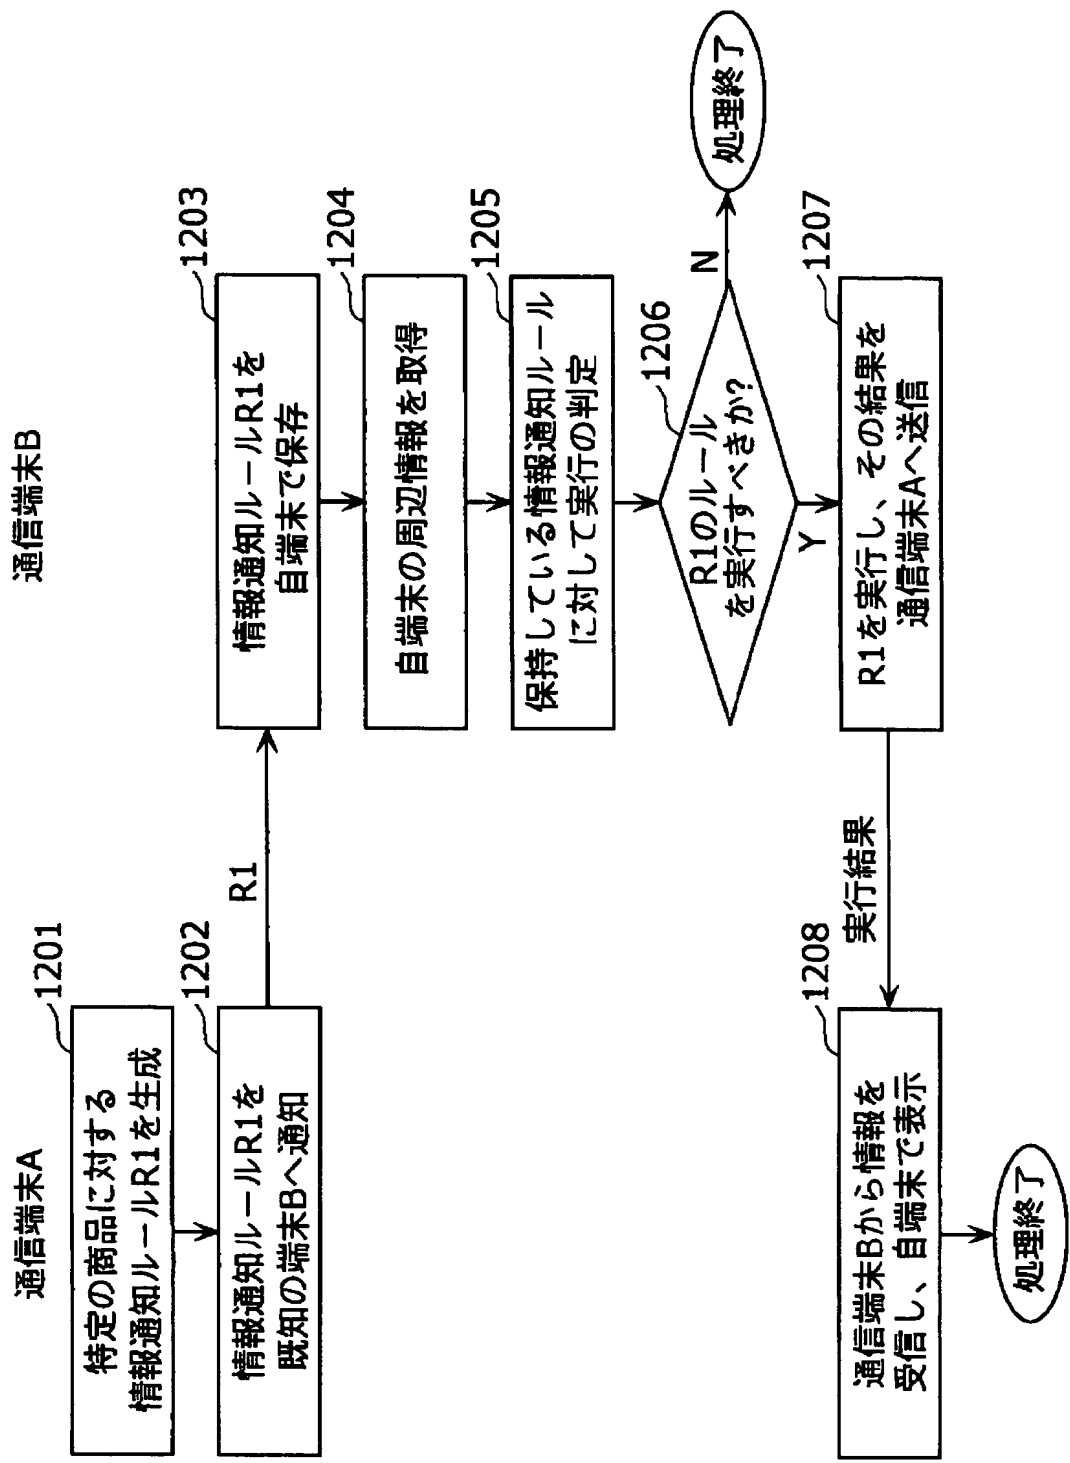 通信端末A
通信端末B
1201
特定の商品に対する
情報通知ルールR1を生成
1202
情報通知ルールR1を
既知の端末Bへ通知
R1
1203
情報通知ルールR1を
自端末で保存
1204
自端末の周辺情報を取得
1205
保持している情報通知ルール
に対して実行の判定
1206
R1のルール
を実行すべきか?
N
処理終了
Y
1207
R1を実行し、その結果を
通信端末Aへ送信
実行結果
1208
通信端末Bから情報を
受信し、自端末で表示
処理終了